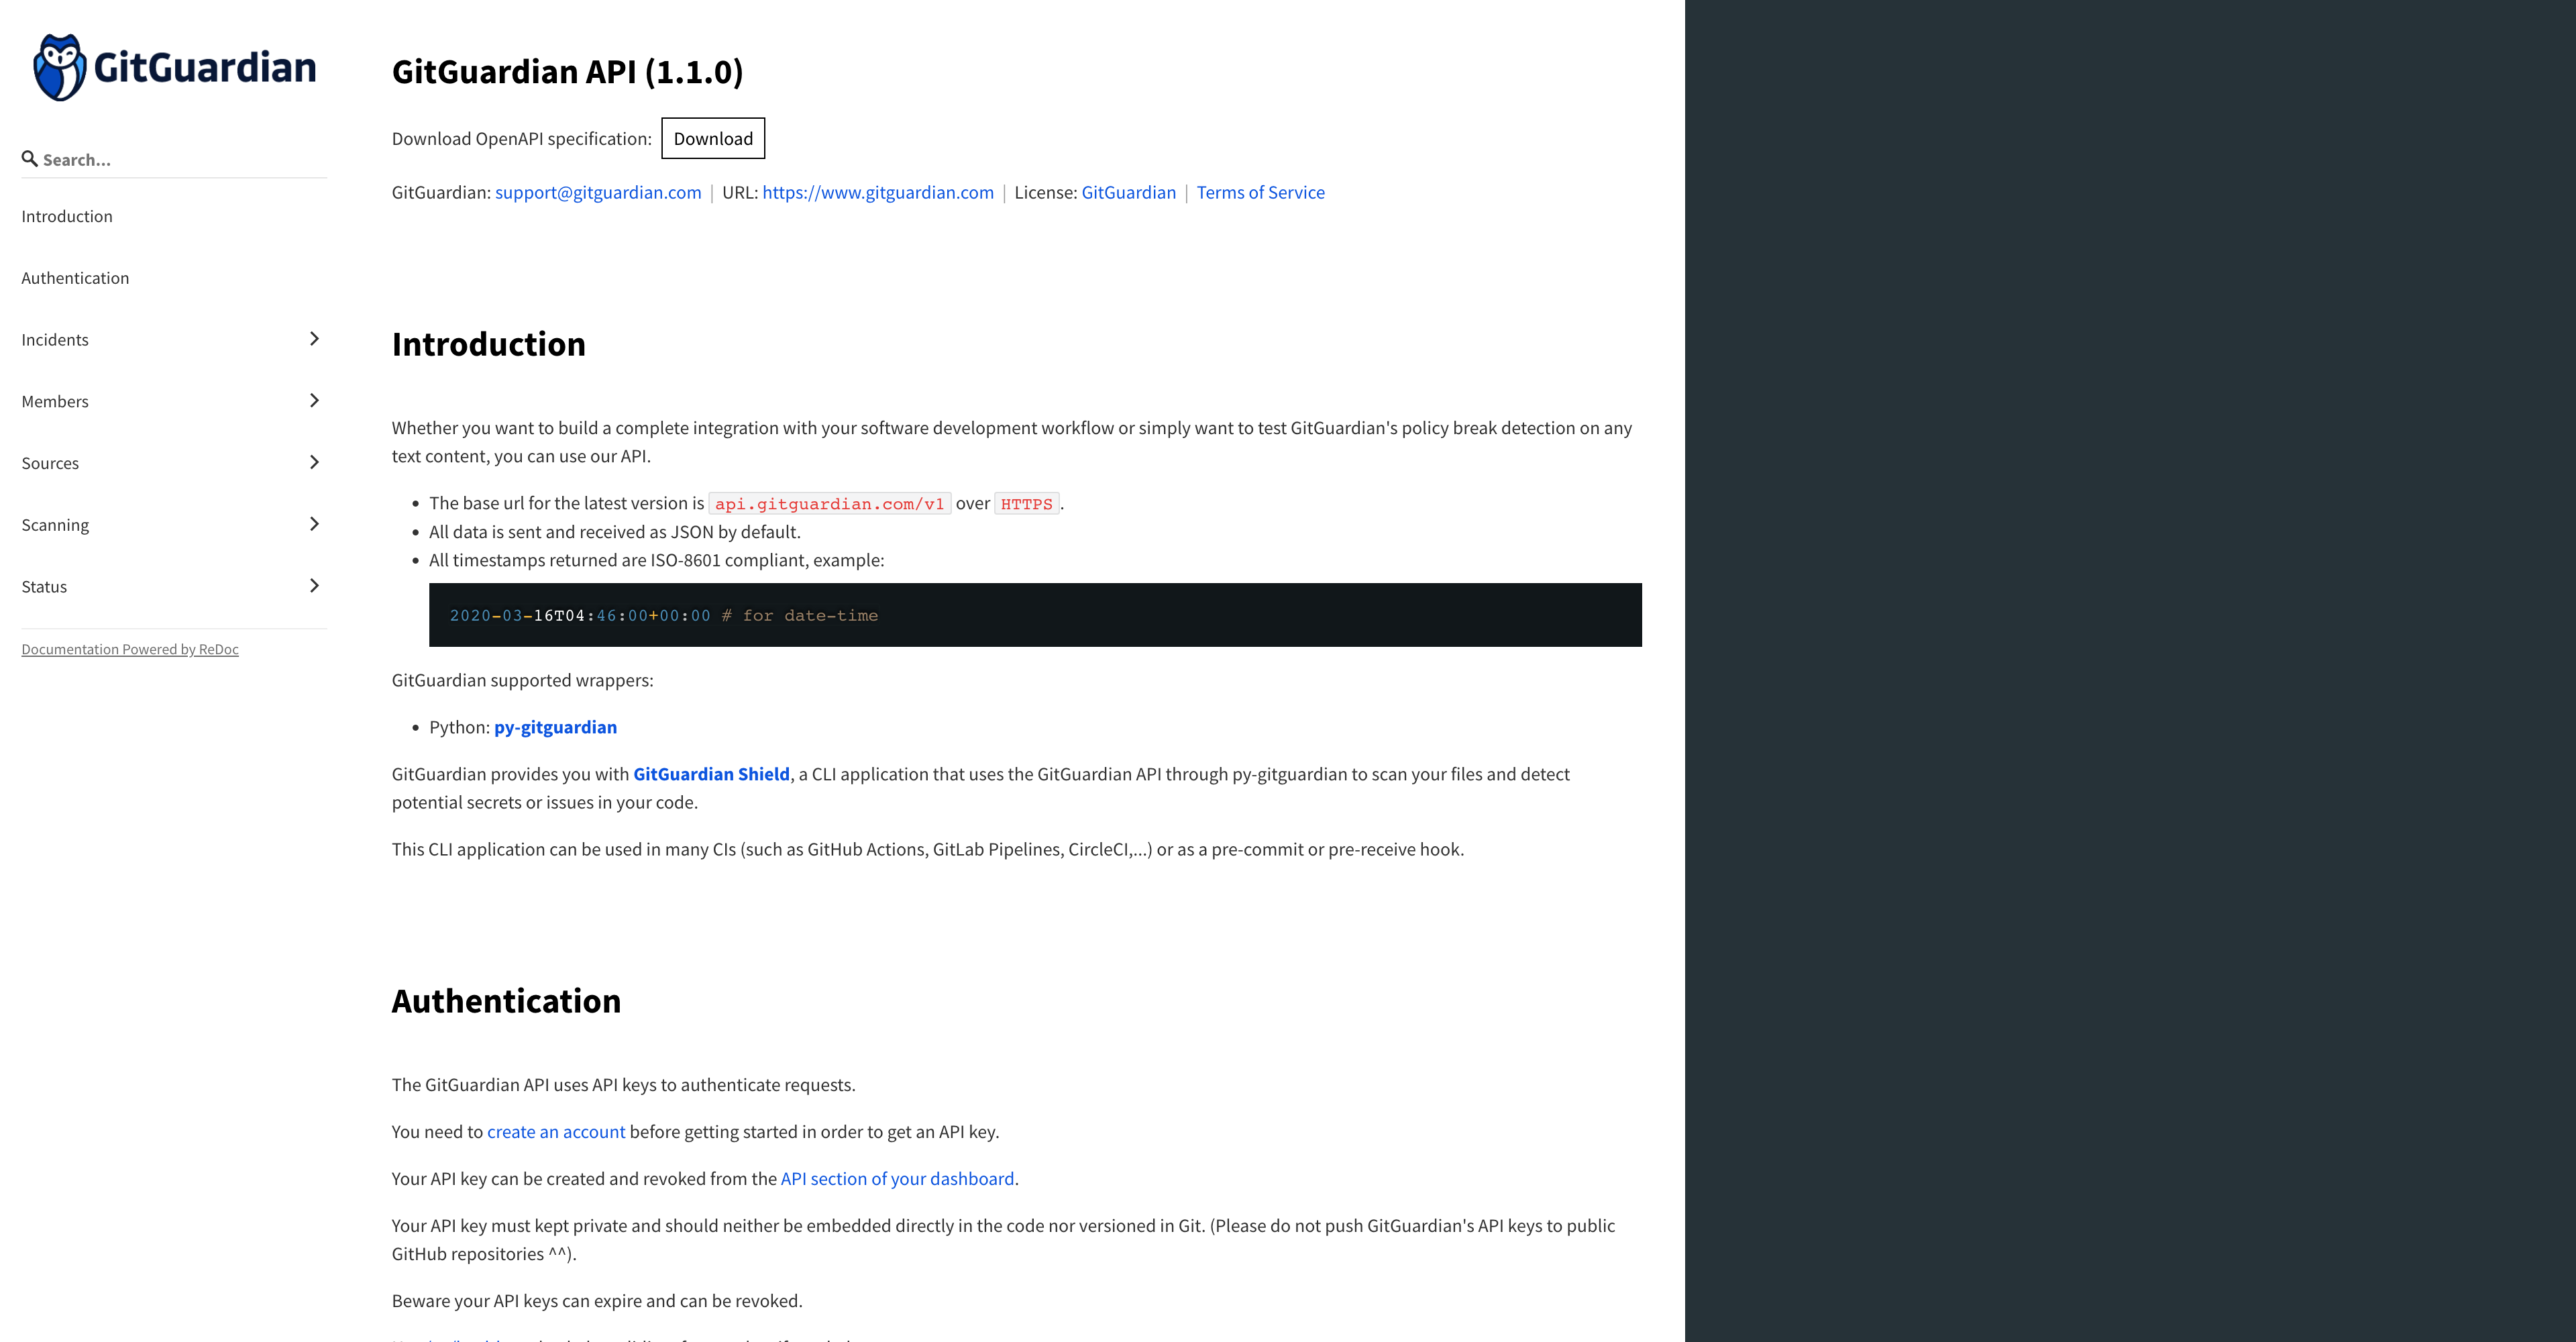 GitGuardian
Search...
Introduction
Authentication
Incidents
Members
Sources
Scanning
Status
Documentation Powered by ReDoc
GitGuardian API (1.1.0)
Download OpenAPI specification: Download
GitGuardian: support@gitguardian.com | URL: https://www.gitguardian.com | License: GitGuardian | Terms of Service
Introduction
Whether you want to build a complete integration with your software development workflow or simply want to test GitGuardian's policy break detection on any
text content, you can use our API.
• The base url for the latest version is api.gitguardian.com/v1 over HTTPS.
• All data is sent and received as JSON by default.
• All timestamps returned are ISO-8601 compliant, example:
2020-03-16T04:46:00+00:00 # for date-time
GitGuardian supported wrappers:
• Python: py-gitguardian
GitGuardian provides you with GitGuardian Shield, a CLI application that uses the GitGuardian API through py-gitguardian to scan your files and detect
potential secrets or issues in your code.
This CLI application can be used in many CIs (such as GitHub Actions, GitLab Pipelines, CircleCI,...) or as a pre-commit or pre-receive hook.
Authentication
The GitGuardian API uses API keys to authenticate requests.
You need to create an account before getting started in order to get an API key.
Your API key can be created and revoked from the API section of your dashboard.
Your API key must kept private and should neither be embedded directly in the code nor versioned in Git. (Please do not push GitGuardian's API keys to public
GitHub repositories ^^).
Beware your API keys can expire and can be revoked.